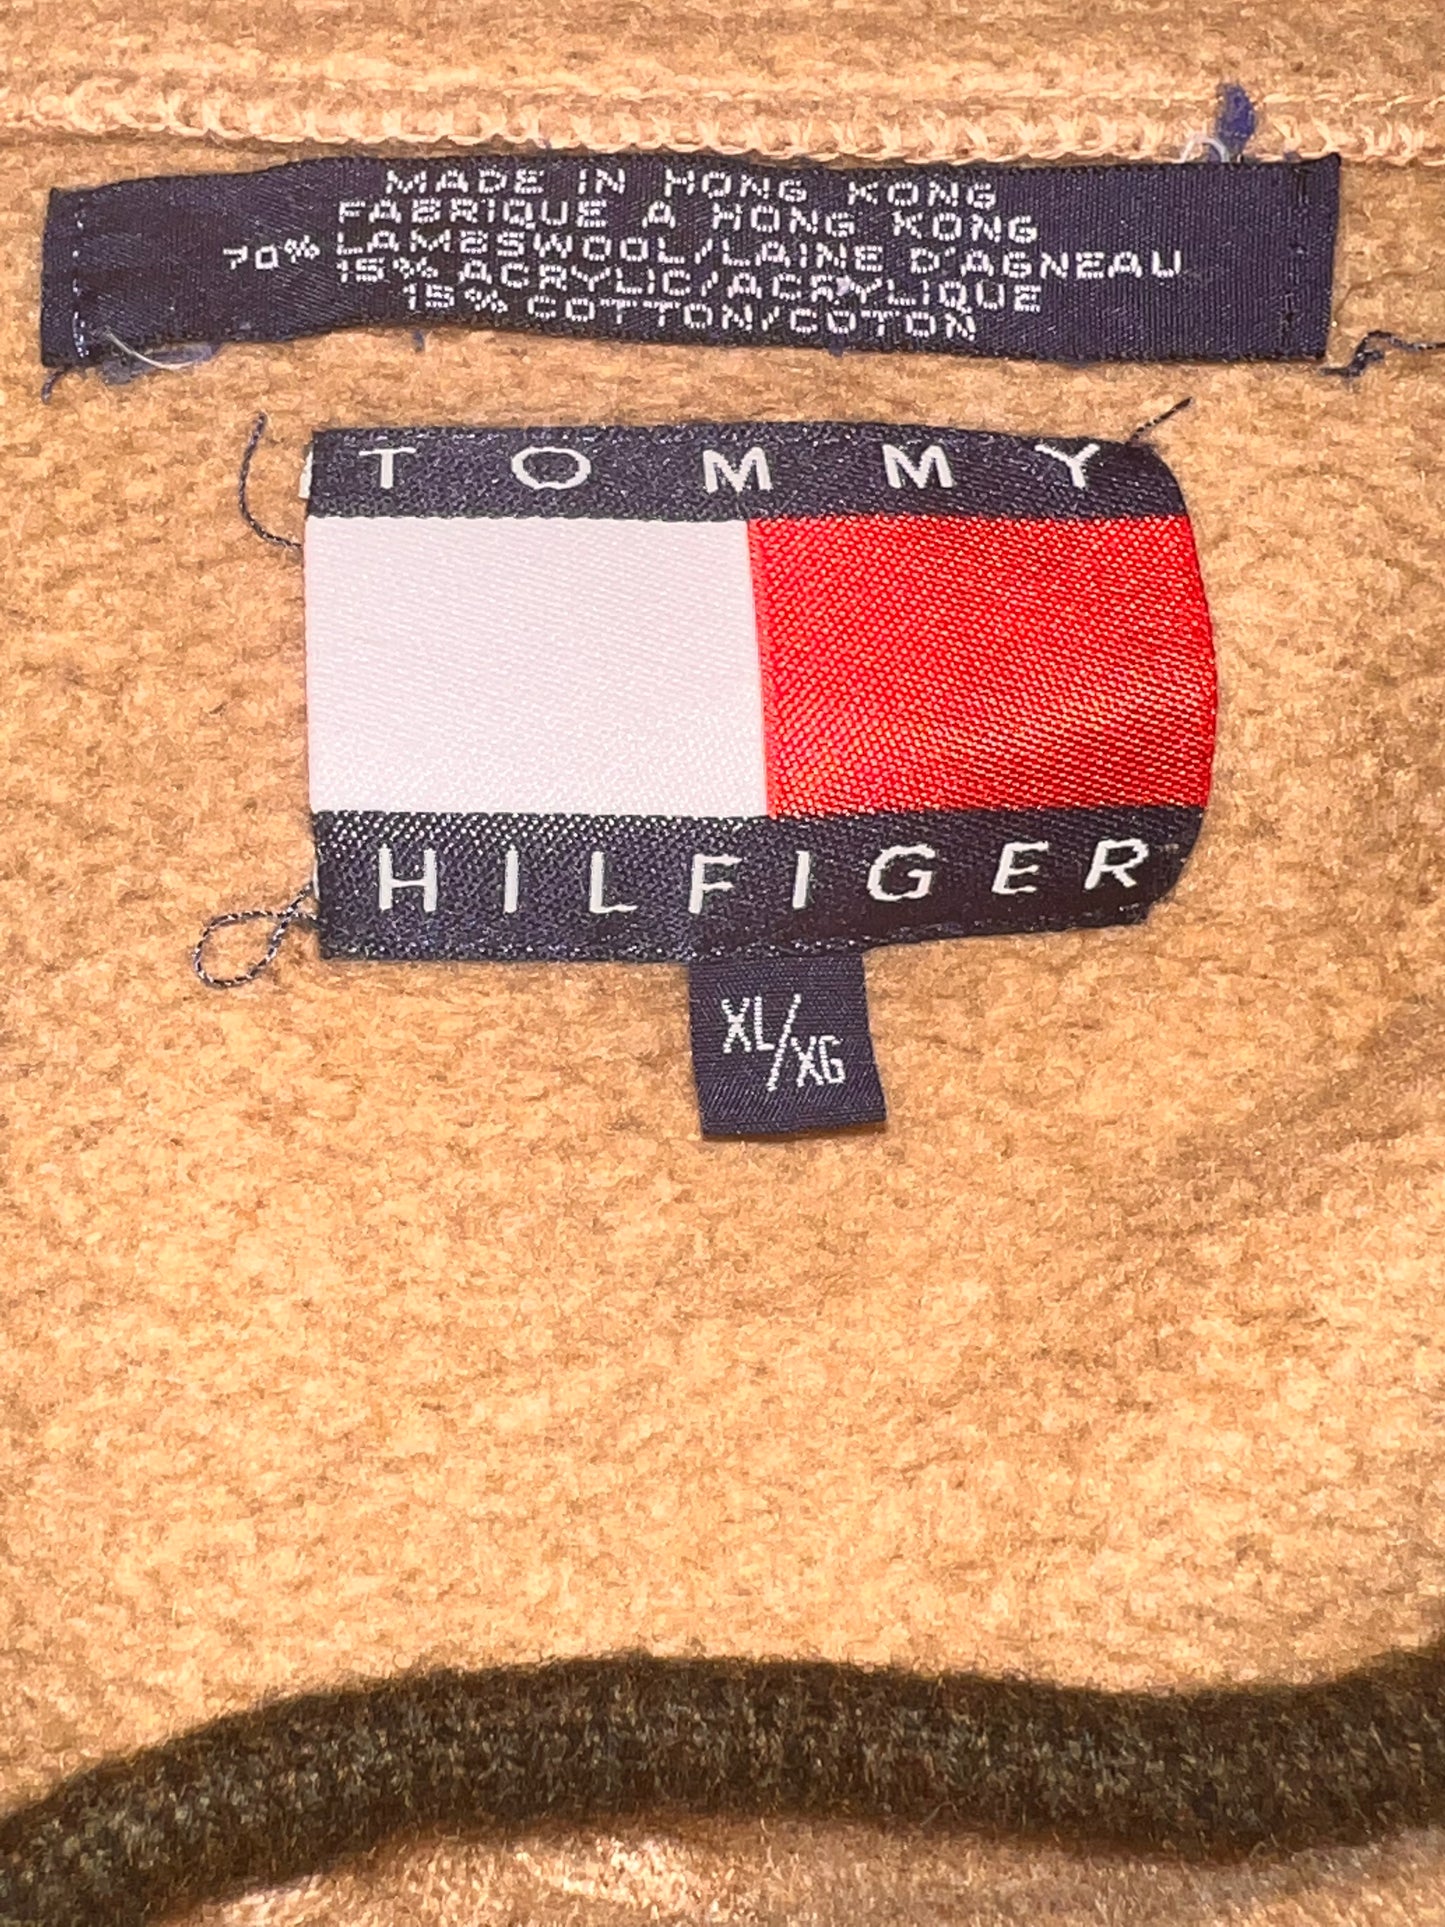 MADE IN HONG KONG
FABRIQUE A HONG KONG
70% LAMBSWOOL/LAINE D'AGNEAU
15% ACRYLIC/ACRYLIQUE
15% COTTON/COTON
TOMMY
HILFIGER
XL/XG